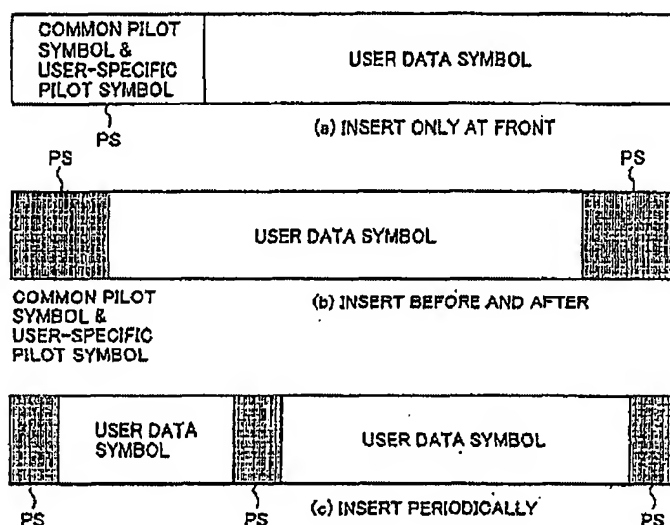 COMMON PILOT
SYMBOL &
USER-SPECIFIC
PILOT SYMBOL
USER DATA SYMBOL
PS
(a) INSERT ONLY AT FRONT
PS
PS
USER DATA SYMBOL
COMMON PILOT
SYMBOL &
USER-SPECIFIC
PILOT SYMBOL
(b) INSERT BEFORE AND AFTER
USER DATA
SYMBOL
USER DATA SYMBOL
PS
PS
(c) INSERT PERIODICALLY
PS